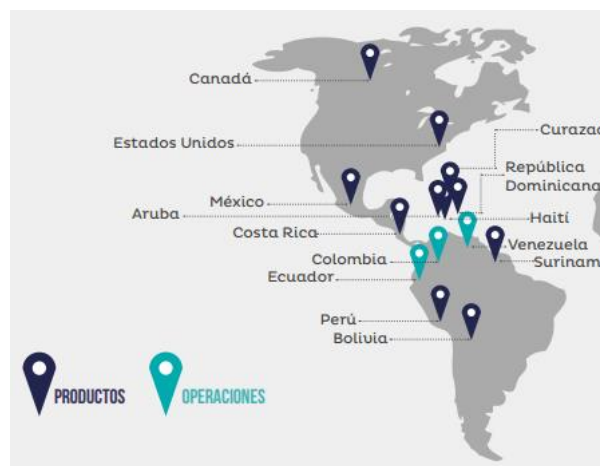 Canadá
Estados Unidos
Curazao
República
Dominicana
México
Aruba
Haití
Costa Rica
Venezuela
Colombia
Surinam
Ecuador
Perú
Bolivia
PRODUCTOS
OPERACIONES